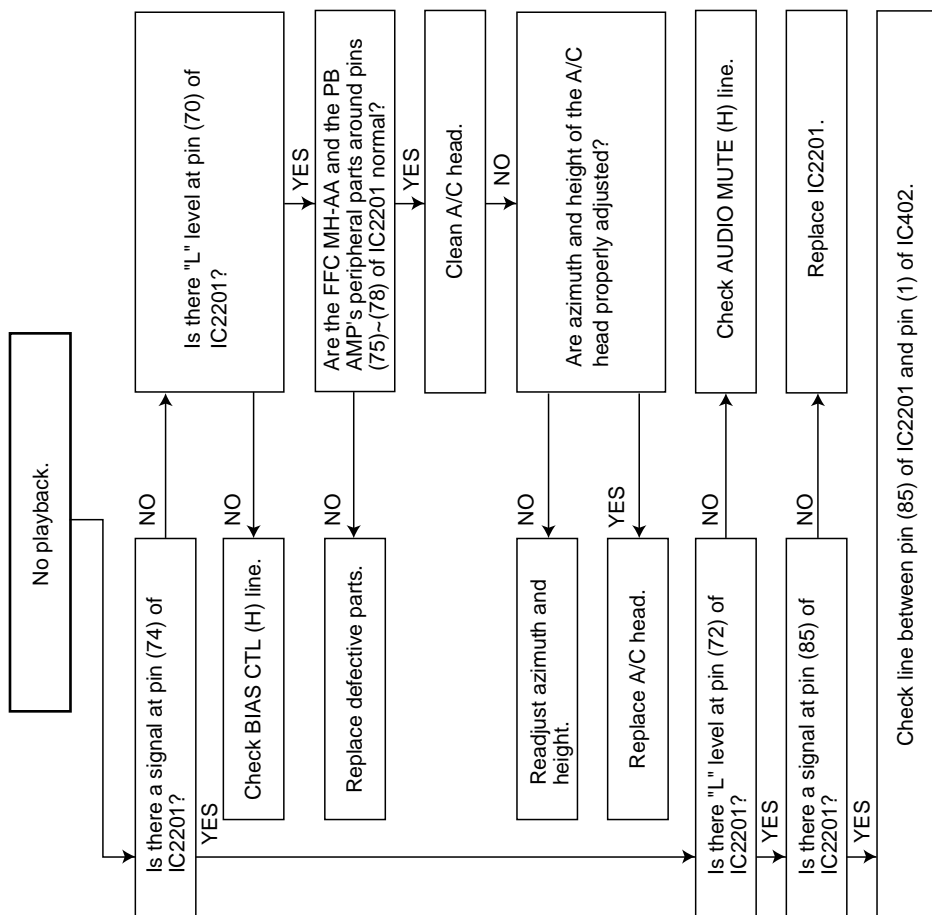 No playback.
Is there a signal at pin (74) of
IC2201?
NO
YES
Is there "L" level at pin (70) of
IC2201?
NO
YES
Check BIAS CTL (H) line.
Are the FFC MH-AA and the PB
AMP's peripheral parts around pins
(75)~(78) of IC2201 normal?
NO
YES
Replace defective parts.
Clean A/C head.
NO
Are azimuth and height of the A/C
head properly adjusted?
NO
YES
Readjust azimuth and
height.
Replace A/C head.
Is there "L" level at pin (72) of
IC2201?
NO
YES
Check AUDIO MUTE (H) line.
Is there a signal at pin (85) of
IC2201?
NO
YES
Replace IC2201.
Check line between pin (85) of IC2201 and pin (1) of IC402.